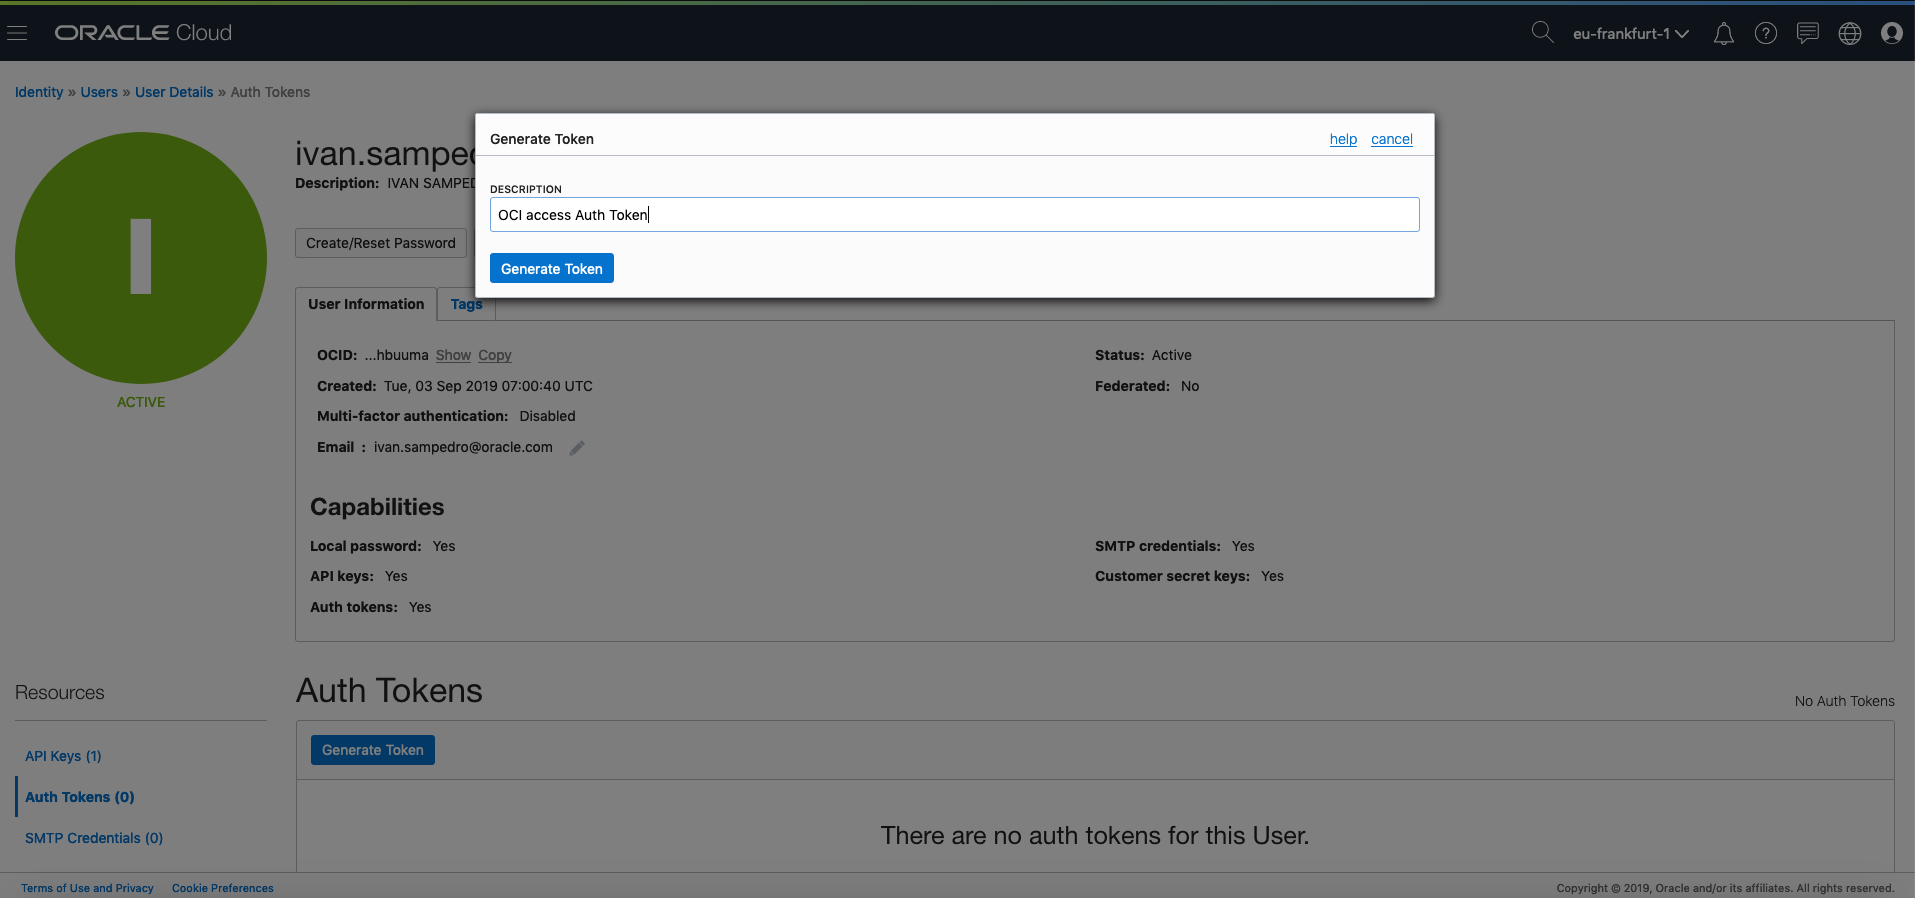 ORACLE Cloud
eu-frankfurt-1
Identity » Users » User Details » Auth Tokens
I
ACTIVE
ivan.samped
Description: IVAN SAMPED
Create/Reset Password
Generate Token
help cancel
DESCRIPTION
OCI access Auth Token
Generate Token
User Information Tags
OCID: ...hbuuma Show Copy
Created: Tue, 03 Sep 2019 07:00:40 UTC
Multi-factor authentication: Disabled
Email : ivan.sampedro@oracle.com
Status: Active
Federated: No
Capabilities
Local password: Yes
API keys: Yes
Auth tokens: Yes
SMTP credentials: Yes
Customer secret keys: Yes
Resources
API Keys (1)
Auth Tokens (0)
SMTP Credentials (0)
Auth Tokens
No Auth Tokens
Generate Token
There are no auth tokens for this User.
Terms of Use and Privacy Cookie Preferences
Copyright © 2019, Oracle and/or its affiliates. All rights reserved.